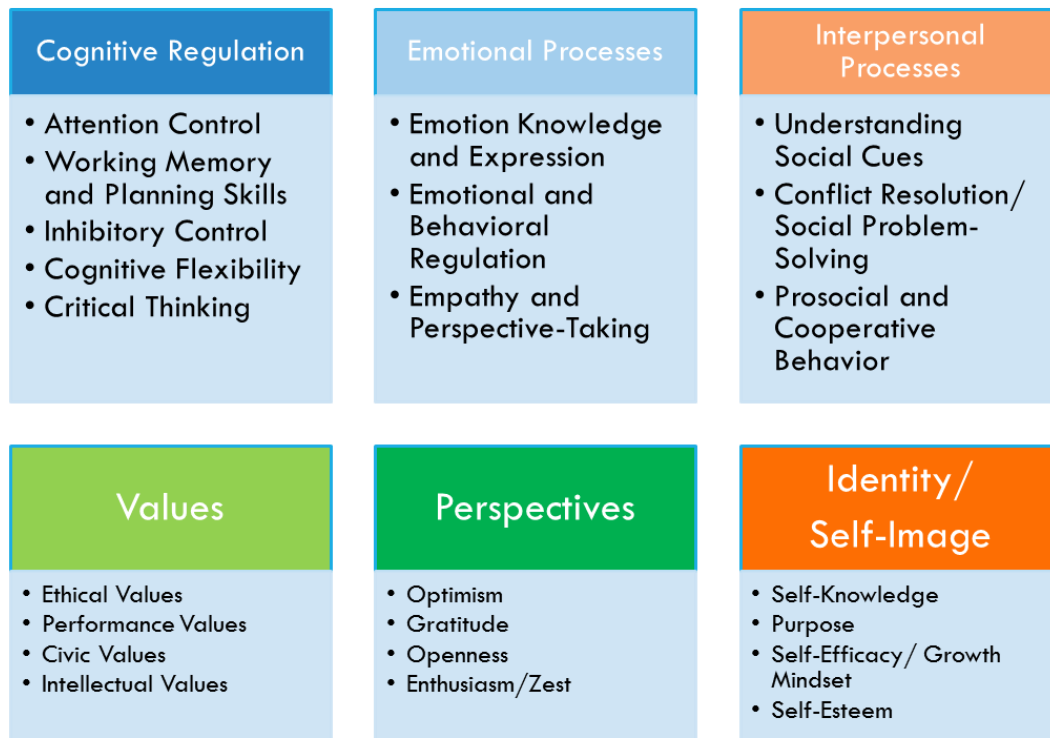 Cognitive Regulation
• Attention Control
• Working Memory
and Planning Skills
• Inhibitory Control
• Cognitive Flexibility
• Critical Thinking
Emotional Processes
• Emotion Knowledge
and Expression
• Emotional and
Behavioral
Regulation
• Empathy and
Perspective-Taking
Interpersonal
Processes
• Understanding
Social Cues
• Conflict Resolution/
Social Problem-
Solving
• Prosocial and
Cooperative
Behavior
Values
• Ethical Values
• Performance Values
• Civic Values
• Intellectual Values
Perspectives
• Optimism
• Gratitude
• Openness
• Enthusiasm/Zest
Identity/
Self-Image
• Self-Knowledge
• Purpose
• Self-Efficacy/ Growth
Mindset
• Self-Esteem